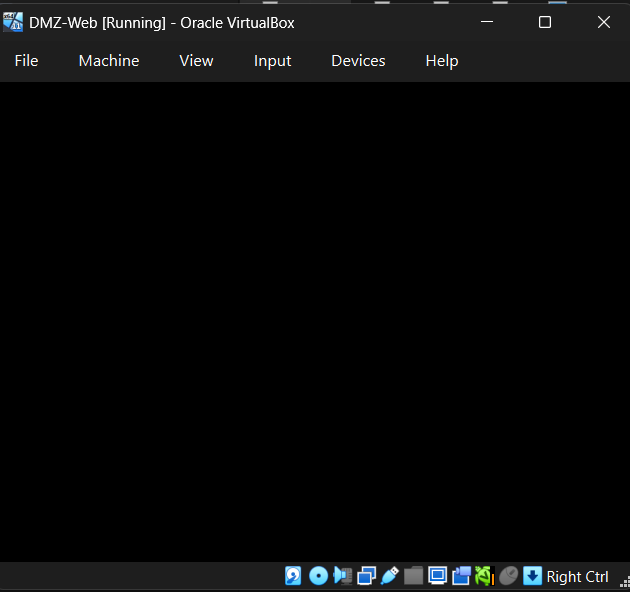 DMZ-Web [Running] - Oracle VirtualBox
File Machine View Input Devices Help
Right Ctrl